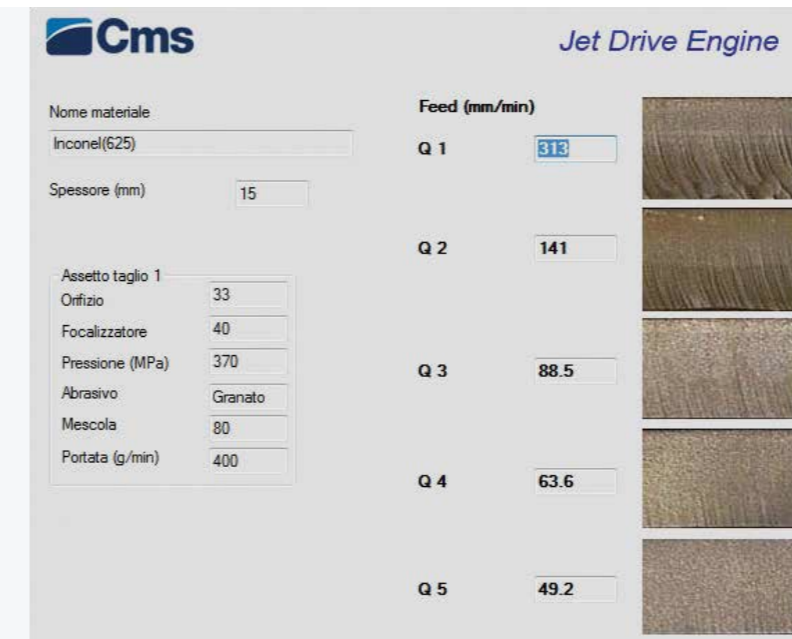 Cms
Jet Drive Engine
Nome materiale
Inconel(625)
Spessore (mm) 15
Assetto taglio 1
Orifizio 33
Focalizzatore 40
Pressione (MPa) 370
Abrasivo Granato
Mescola 80
Portata (g/min) 400
Feed (mm/min)
Q 1 313
Q 2 141
Q 3 88.5
Q 4 63.6
Q 5 49.2